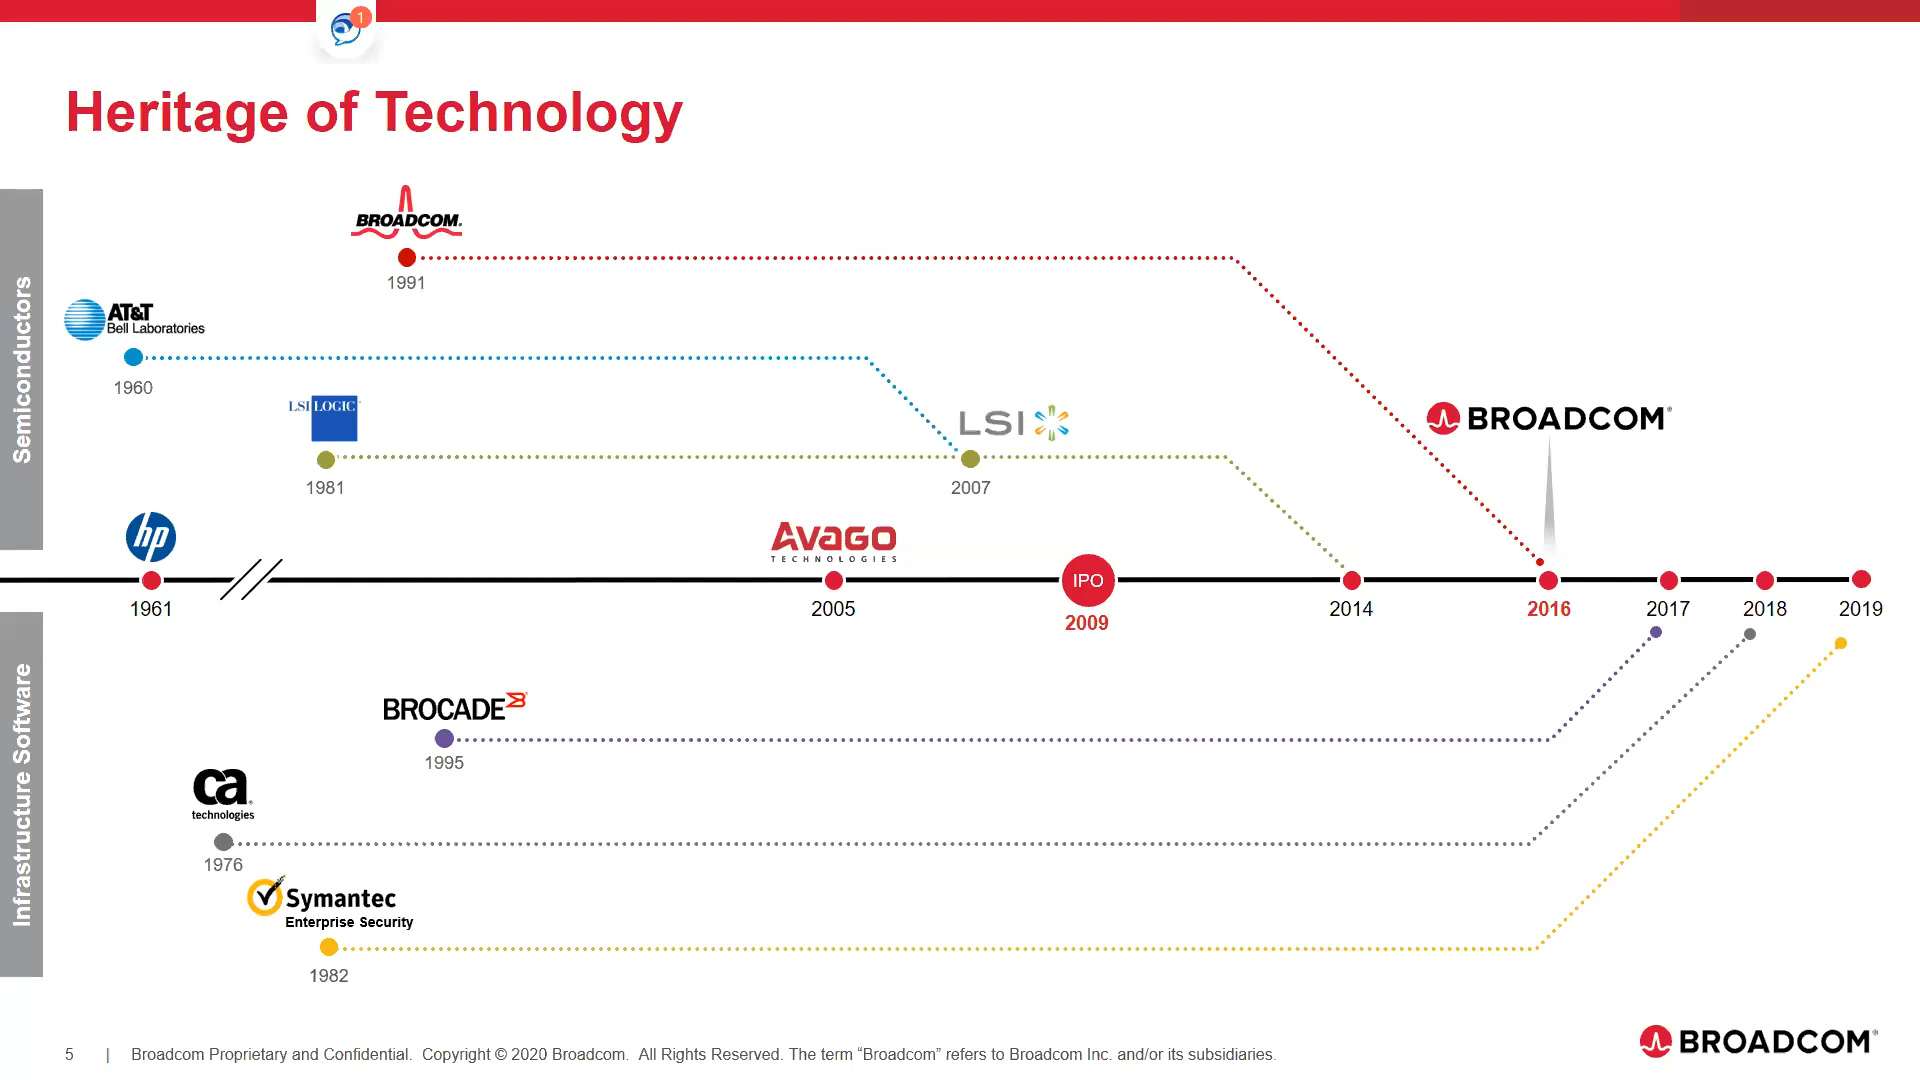 1
Heritage of Technology
Semiconductors
BROADCOM.
1991
AT&T
Bell Laboratories
1960
LSI LOGIC
1981
LSI
2007
BROADCOM®
hp
1961
AVAGO
TECHNOLOGIES
2005
IPO
2009
2014
2016
2017
2018
2019
Infrastructure Software
BROCADE
1995
ca
technologies
1976
Symantec
Enterprise Security
1982
5 | Broadcom Proprietary and Confidential. Copyright © 2020 Broadcom. All Rights Reserved. The term “Broadcom” refers to Broadcom Inc. and/or its subsidiaries.
BROADCOM®